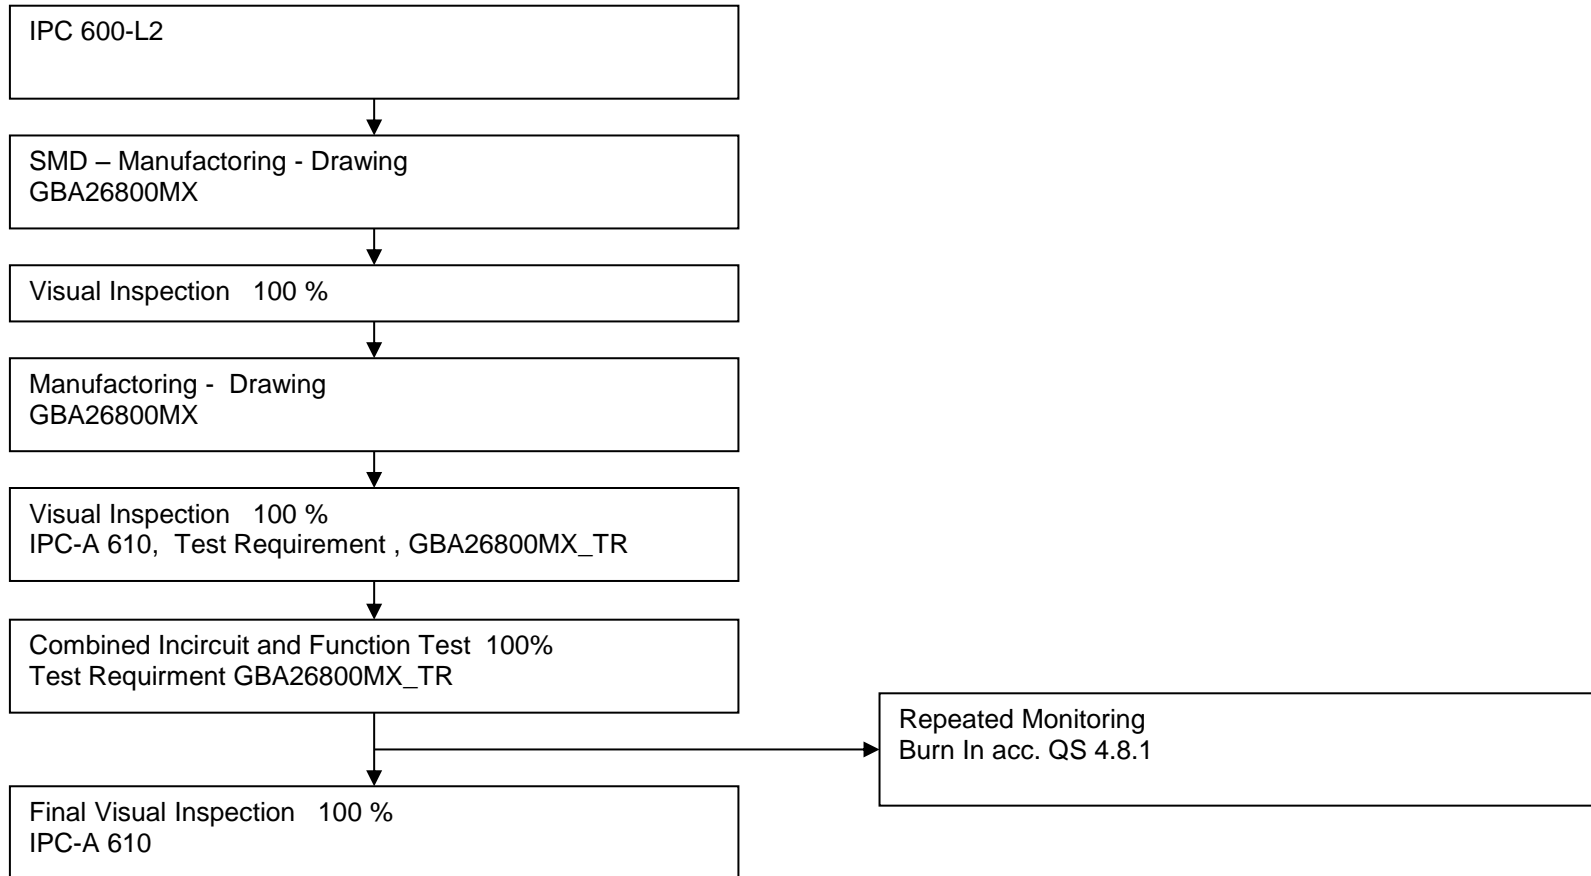 IPC 600-L2
SMD – Manufactoring - Drawing
GBA26800MX
Visual Inspection   100 %
Manufactoring -  Drawing
GBA26800MX
Visual Inspection   100 %
IPC-A 610,  Test Requirement , GBA26800MX_TR
Combined Incircuit and Function Test  100%
Test Requirment GBA26800MX_TR
Repeated Monitoring
Burn In acc. QS 4.8.1
Final Visual Inspection   100 %
IPC-A 610